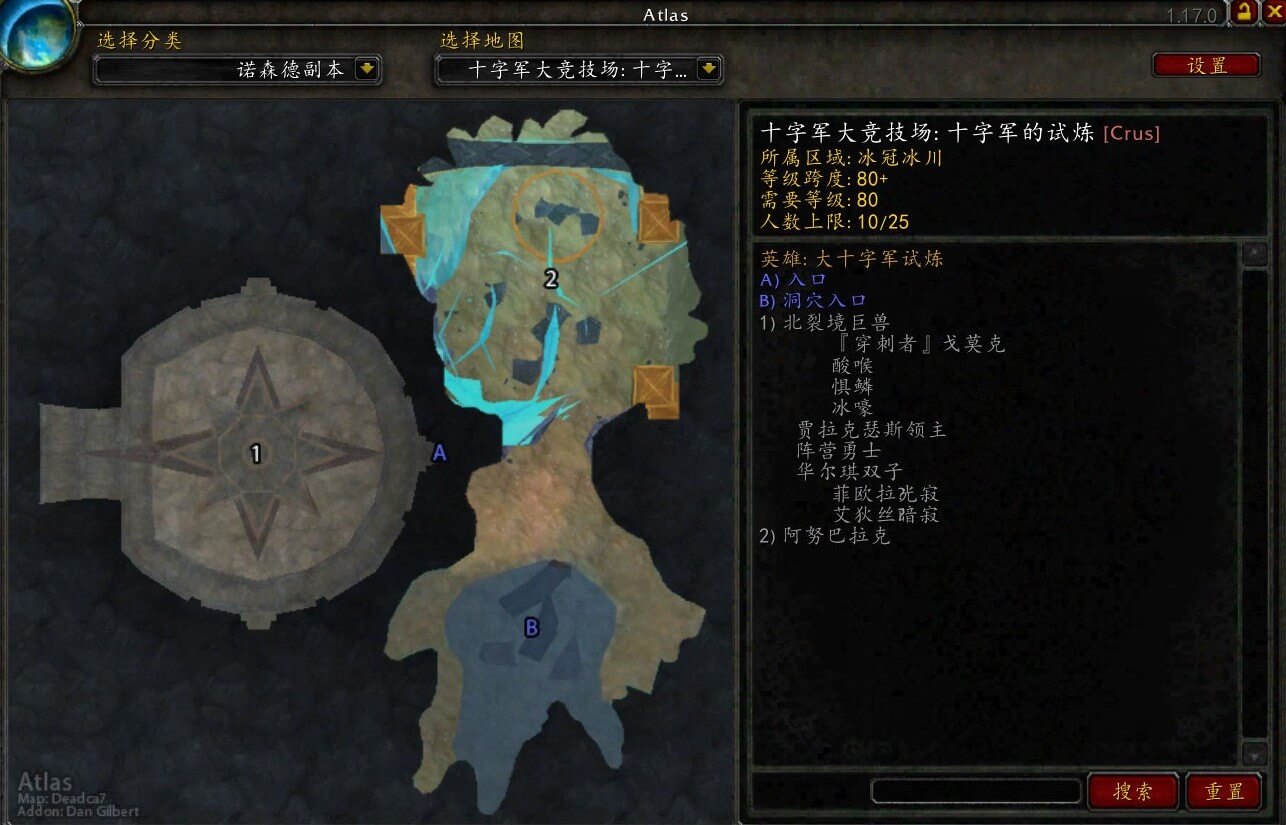 Atlas
1.17.0
选择分类
选择地图
诺森德副本
十字军大竞技场: 十字...
设置
十字军大竞技场: 十字军的试炼 [Crus]
所属区域: 冰冠冰川
等级跨度: 80+
需要等级: 80
人数上限: 10/25
英雄: 大十字军试炼
A) 入口
B) 洞穴入口
1) 北裂境巨兽
『穿刺者』戈莫克
酸喉
惧鳞
冰嚎
贾拉克瑟斯领主
阵营勇士
华尔琪双子
菲欧拉光寂
艾狄丝暗寂
2) 阿努巴拉克
2
1
A
B
Atlas
Map: Deadca7
Addon: Dan Gilbert
搜索
重置